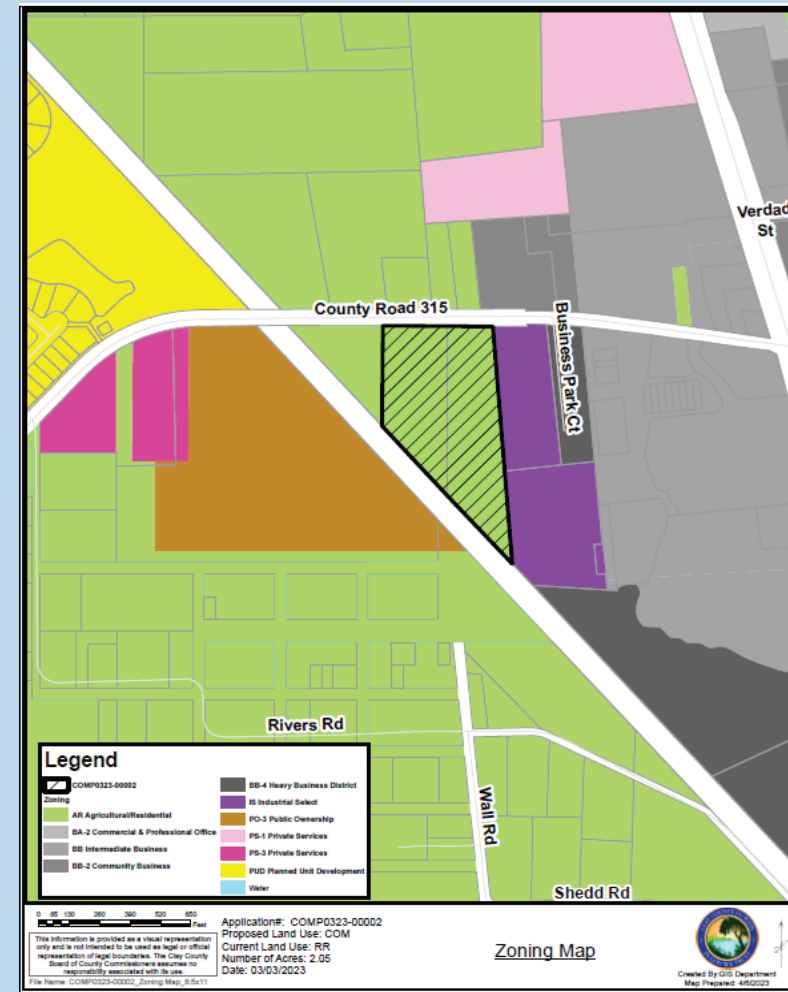 Verdad
St
County Road 315
Business Park Ct
Rivers Rd
Wall Rd
Shedd Rd
Legend
COMP0323-00002
Zoning
AR Agricultural/Residential
BA-2 Commercial & Professional Office
BB Intermediate Business
BB-2 Community Business
BB-4 Heavy Business District
IS Industrial Select
PO-3 Public Ownership
PS-1 Private Services
PS-3 Private Services
PUD Planned Unit Development
Water
0 65 130 260 390 520 650
Feet
This information is provided as a visual representation
only and is not intended to be used as legal or official
representation of legal boundaries. The Clay County
Board of County Commissioners assumes no
responsibility associated with its use.
File Name: COMP0323-00002_Zoning Map_8.5x11
Application#: COMP0323-00002
Proposed Land Use: COM
Current Land Use: RR
Number of Acres: 2.05
Date: 03/03/2023
Zoning Map
Created By:GIS Department
Map Prepared: 4/6/2023